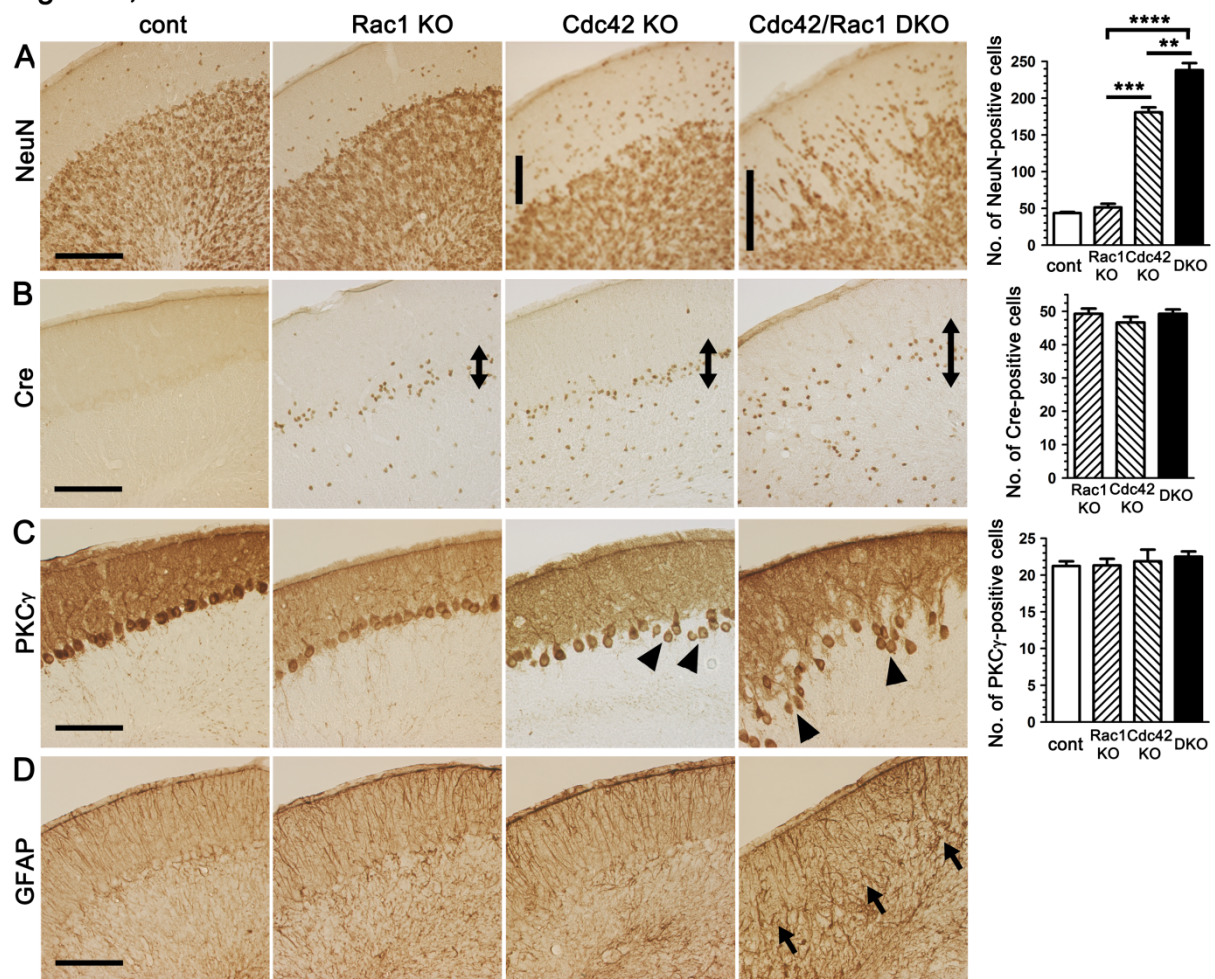 cont Rac1 KO Cdc42 KO Cdc42/Rac1 DKO
A
NeuN
No. of NeuN-positive cells
250
200
150
100
50
0
****
**
***
cont Rac1 KO Cdc42 KO DKO
B
Cre
No. of Cre-positive cells
50
40
30
20
10
0
Rac1 KO Cdc42 KO DKO
C
PKCγ
No. of PKCγ-positive cells
25
20
15
10
5
0
cont Rac1 KO Cdc42 KO DKO
D
GFAP